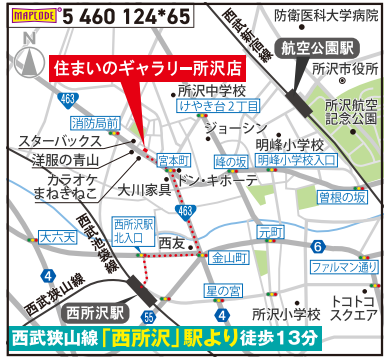 MAPCODE 5 460 124*65
防衛医科大学病院
西武新宿線
航空公園駅
所沢市役所
所沢航空
記念公園
住まいのギャラリー所沢店
N
463
所沢中学校
けやき台2丁目
消防局前
スターバックス
ジョーシン
洋服の青山
宮本町
明峰小学校
カラオケ
まねきねこ
ドン・キホーテ
峰の坂
明峰小学校入口
大川家具
曽根の坂
463
西武池袋線
西所沢駅
北入口
大六天
西友
元町
6
金山町
ファルマン通り
4
西武狭山線
星の宮
トコトコ
スクエア
西所沢駅
55
4
所沢小学校
西武狭山線「西所沢」駅より徒歩13分